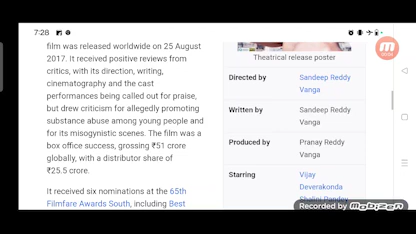 7:28
film was released worldwide on 25 August
2017. It received positive reviews from
critics, with its direction, writing,
cinematography and the cast
performances being called out for praise,
but drew criticism for allegedly promoting
substance abuse among young people and
for its misogynistic scenes. The film was a
box office success, grossing ₹51 crore
globally, with a distributor share of
₹25.5 crore.
It received six nominations at the 65th
Filmfare Awards South, including Best
Theatrical release poster
Directed by
Sandeep Reddy
Vanga
Written by
Sandeep Reddy
Vanga
Produced by
Pranay Reddy
Vanga
Starring
Vijay
Deverakonda
Shalini Pandey
Recorded by
MobiZen